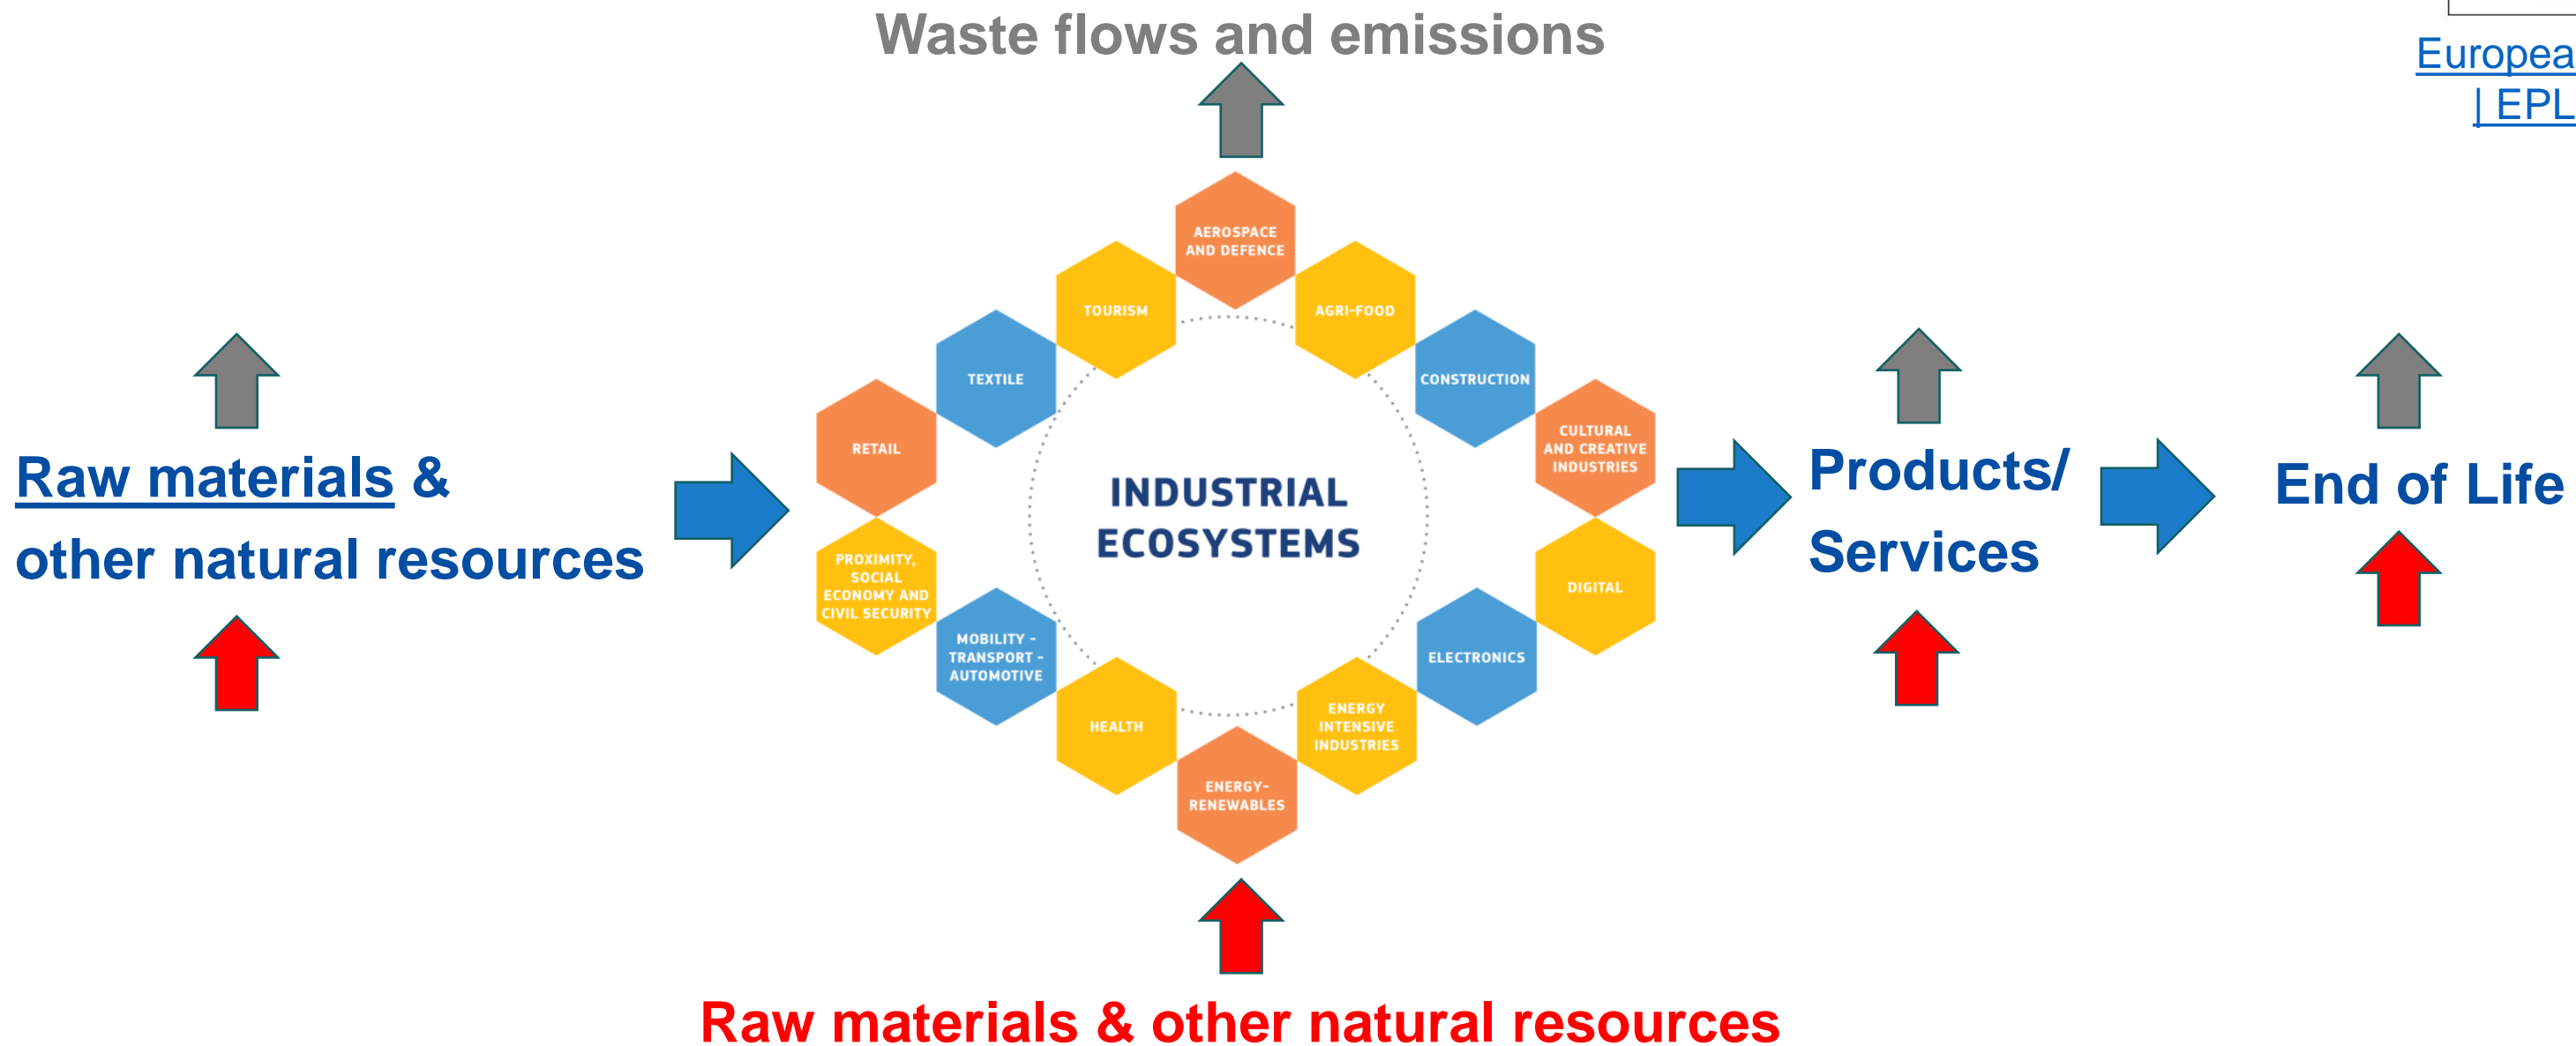 Waste flows and emissions
Europea
| EPL
AEROSPACE
AND DEFENCE
TOURISM
AGRI-FOOD
TEXTILE
CONSTRUCTION
RETAIL
CULTURAL
AND CREATIVE
INDUSTRIES
Raw materials &
other natural resources
INDUSTRIAL
ECOSYSTEMS
Products/
Services
End of Life
PROXIMITY,
SOCIAL
ECONOMY AND
CIVIL SECURITY
DIGITAL
MOBILITY -
TRANSPORT -
AUTOMOTIVE
ELECTRONICS
HEALTH
ENERGY
INTENSIVE
INDUSTRIES
ENERGY-
RENEWABLES
Raw materials & other natural resources